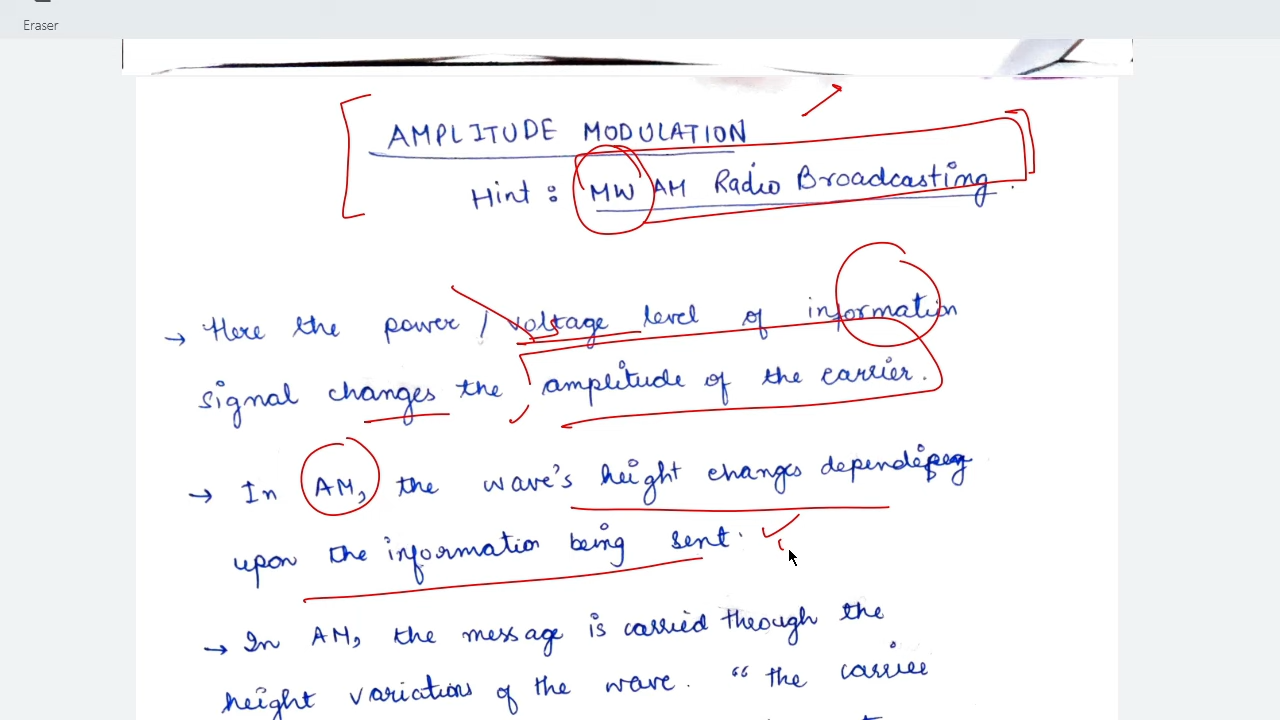 Eraser
AMPLITUDE MODULATION
Hint : MW AM Radio Broadcasting.
→ Here the power / voltage level of information
signal changes the amplitude of the carrier.
→ In AM, the wave's height changes depending
upon the information being sent.
→ In AM, the message is carried through the
height variations of the wave. “ the carrier